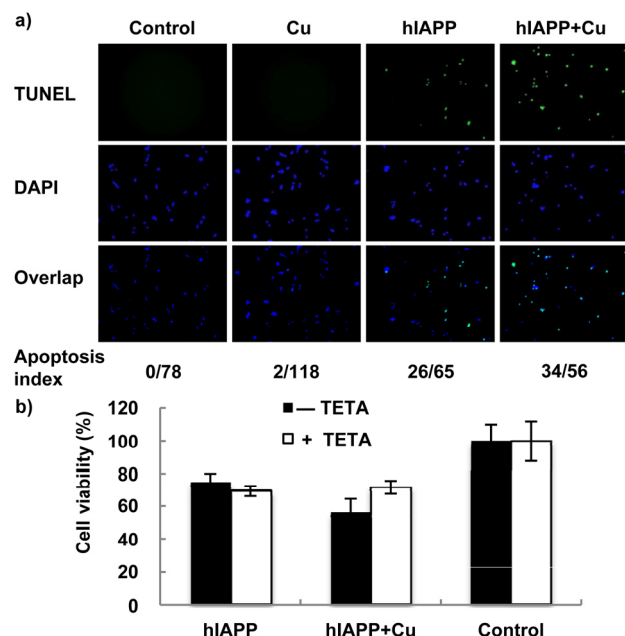 a)
Control Cu hIAPP hIAPP+Cu
TUNEL
DAPI
Overlap
Apoptosis
index
0/78 2/118 26/65 34/56
b)
120
100
80
60
40
20
0
Cell viability (%)
— TETA
+ TETA
hIAPP hIAPP+Cu Control